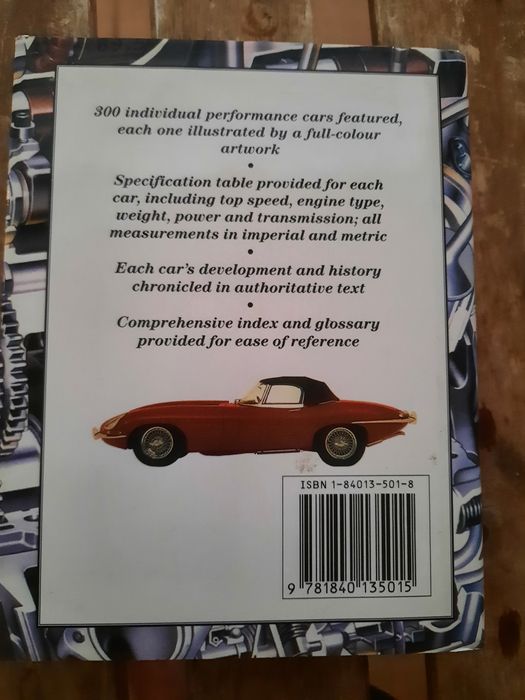 300 individual performance cars featured,
each one illustrated by a full-colour
artwork
•
Specification table provided for each
car, including top speed, engine type,
weight, power and transmission; all
measurements in imperial and metric
•
Each car's development and history
chronicled in authoritative text
•
Comprehensive index and glossary
provided for ease of reference
ISBN 1-84013-501-8
9 781840 135015